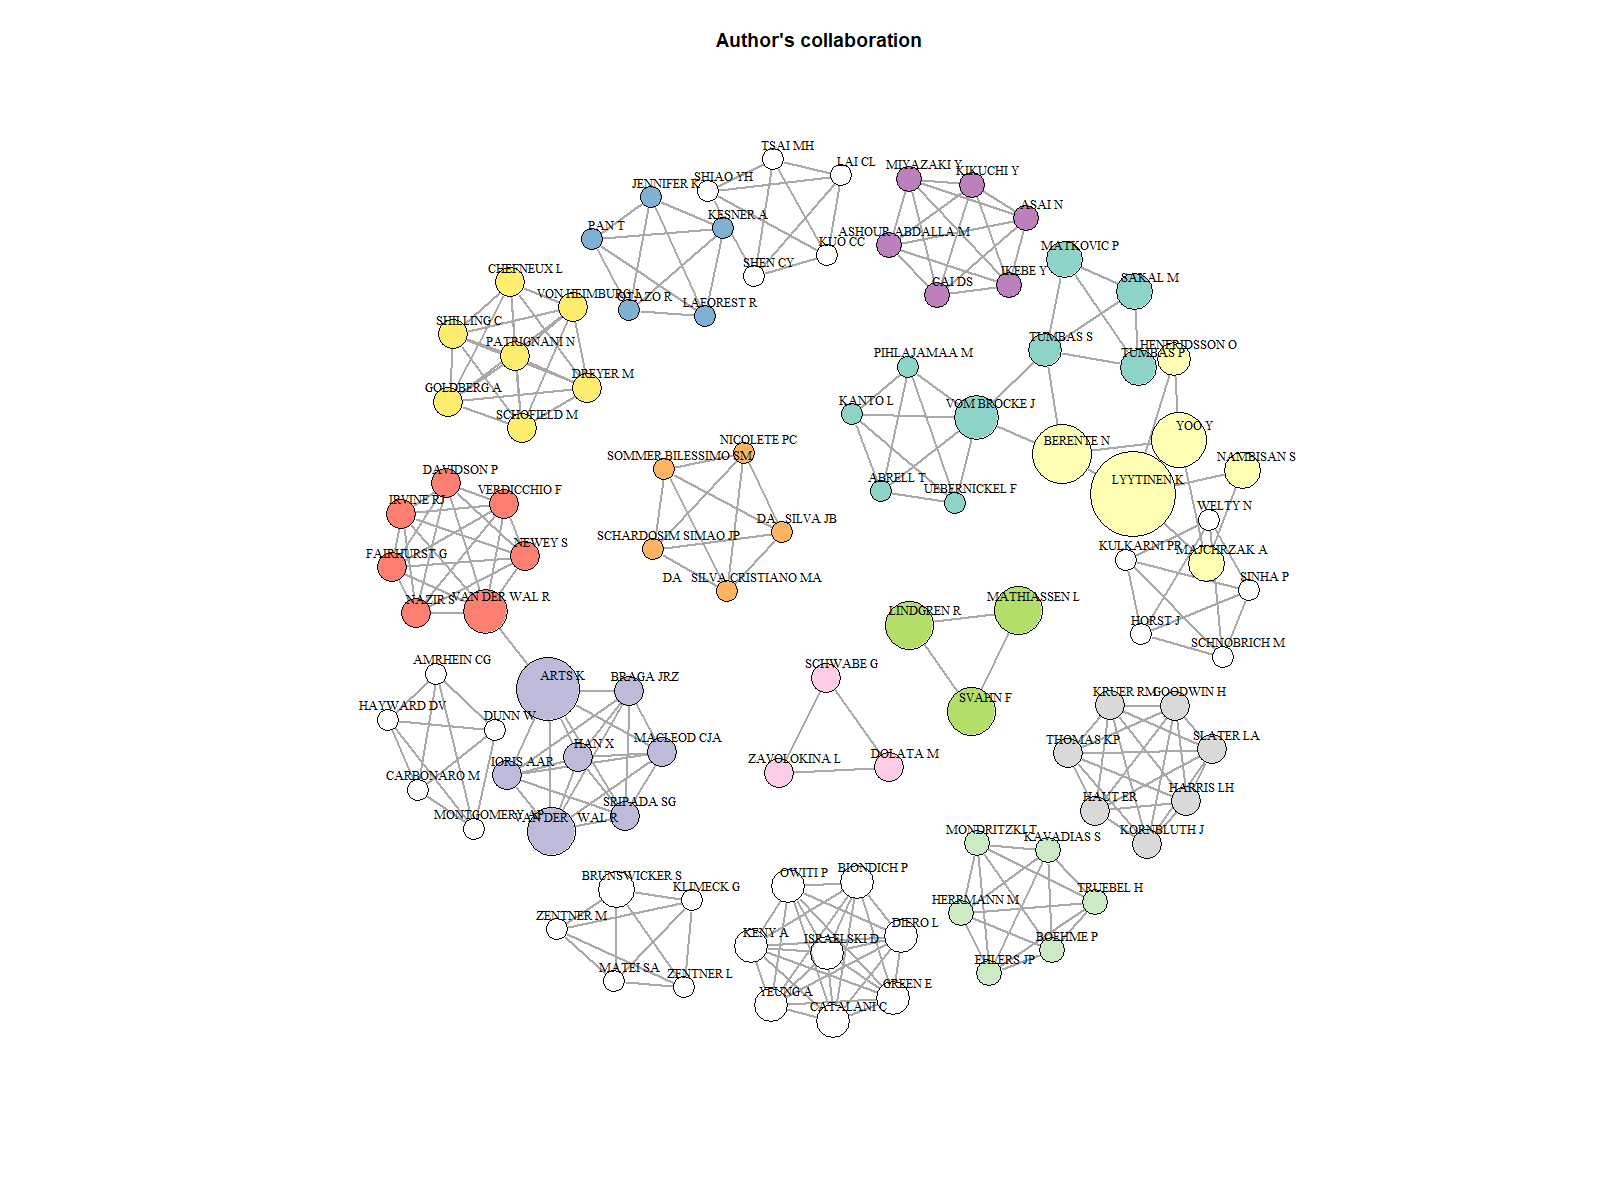 Author's collaboration
TSAI MH
LAI CL
SHIAO YH
JENNIFER K
KESNER A
PAN T
KUO CC
SHEN CY
OTAZO R
LAFOREST R
MIYAZAKI Y
KIKUCHI Y
ASAI N
ASHOUR-ABDALLA M
IKEBE Y
CAI DS
MATKOVIC P
SAKAL M
TUMBAS S
TUMBAS P
HENFRIDSSON O
CHEFNEUX L
VON HEIMBURG J
SHILLING C
PATRIGNANI N
DREYER M
GOLDBERG A
SCHOFIELD M
PIHLAJAMAA M
KANTO L
VOM BROCKE J
ABRELL T
UEBERNICKEL F
BERENTE N
YOO Y
NAMBISAN S
LYYTINEN K
WELTY N
KULKARNI PR
MAJCHRZAK A
SINHA P
HORST J
SCHNOBRICH M
NICOLETE PC
SOMMER BILESSIMO SM
DA   SILVA JB
SCHARDOSIM SIMAO JP
DA   SILVA CRISTIANO MA
DAVIDSON P
VERDICCHIO F
IRVINE RJ
NEWEY S
FAIRHURST G
NAZIR S
VAN DER WAL R
LINDGREN R
MATHIASSEN L
SVAHN F
SCHWABE G
ZAVOLOKINA L
DOLATA M
AMRHEIN CG
HAYWARD DV
DUNN W
CARBONARO M
MONTGOMERY AP
ARTS K
BRAGA JRZ
HAN X
MACLEOD CJA
IORIS AAR
SRIPADA SG
VAN DER   WAL R
KRUER RM
GOODWIN H
THOMAS KP
SLATER LA
HARRIS LH
HAUT ER
KORNBLUTH J
MONDRITZKI T
KAVADIAS S
TRUEBEL H
HERRMANN M
BOEHME P
EHLERS JP
BRUNSWICKER S
KLIMECK G
ZENTNER M
MATEI SA
ZENTNER L
OWITI P
BIONDICH P
DIERO L
KENY A
ISRAELSKI D
GREEN E
YEUNG A
CATALANI C